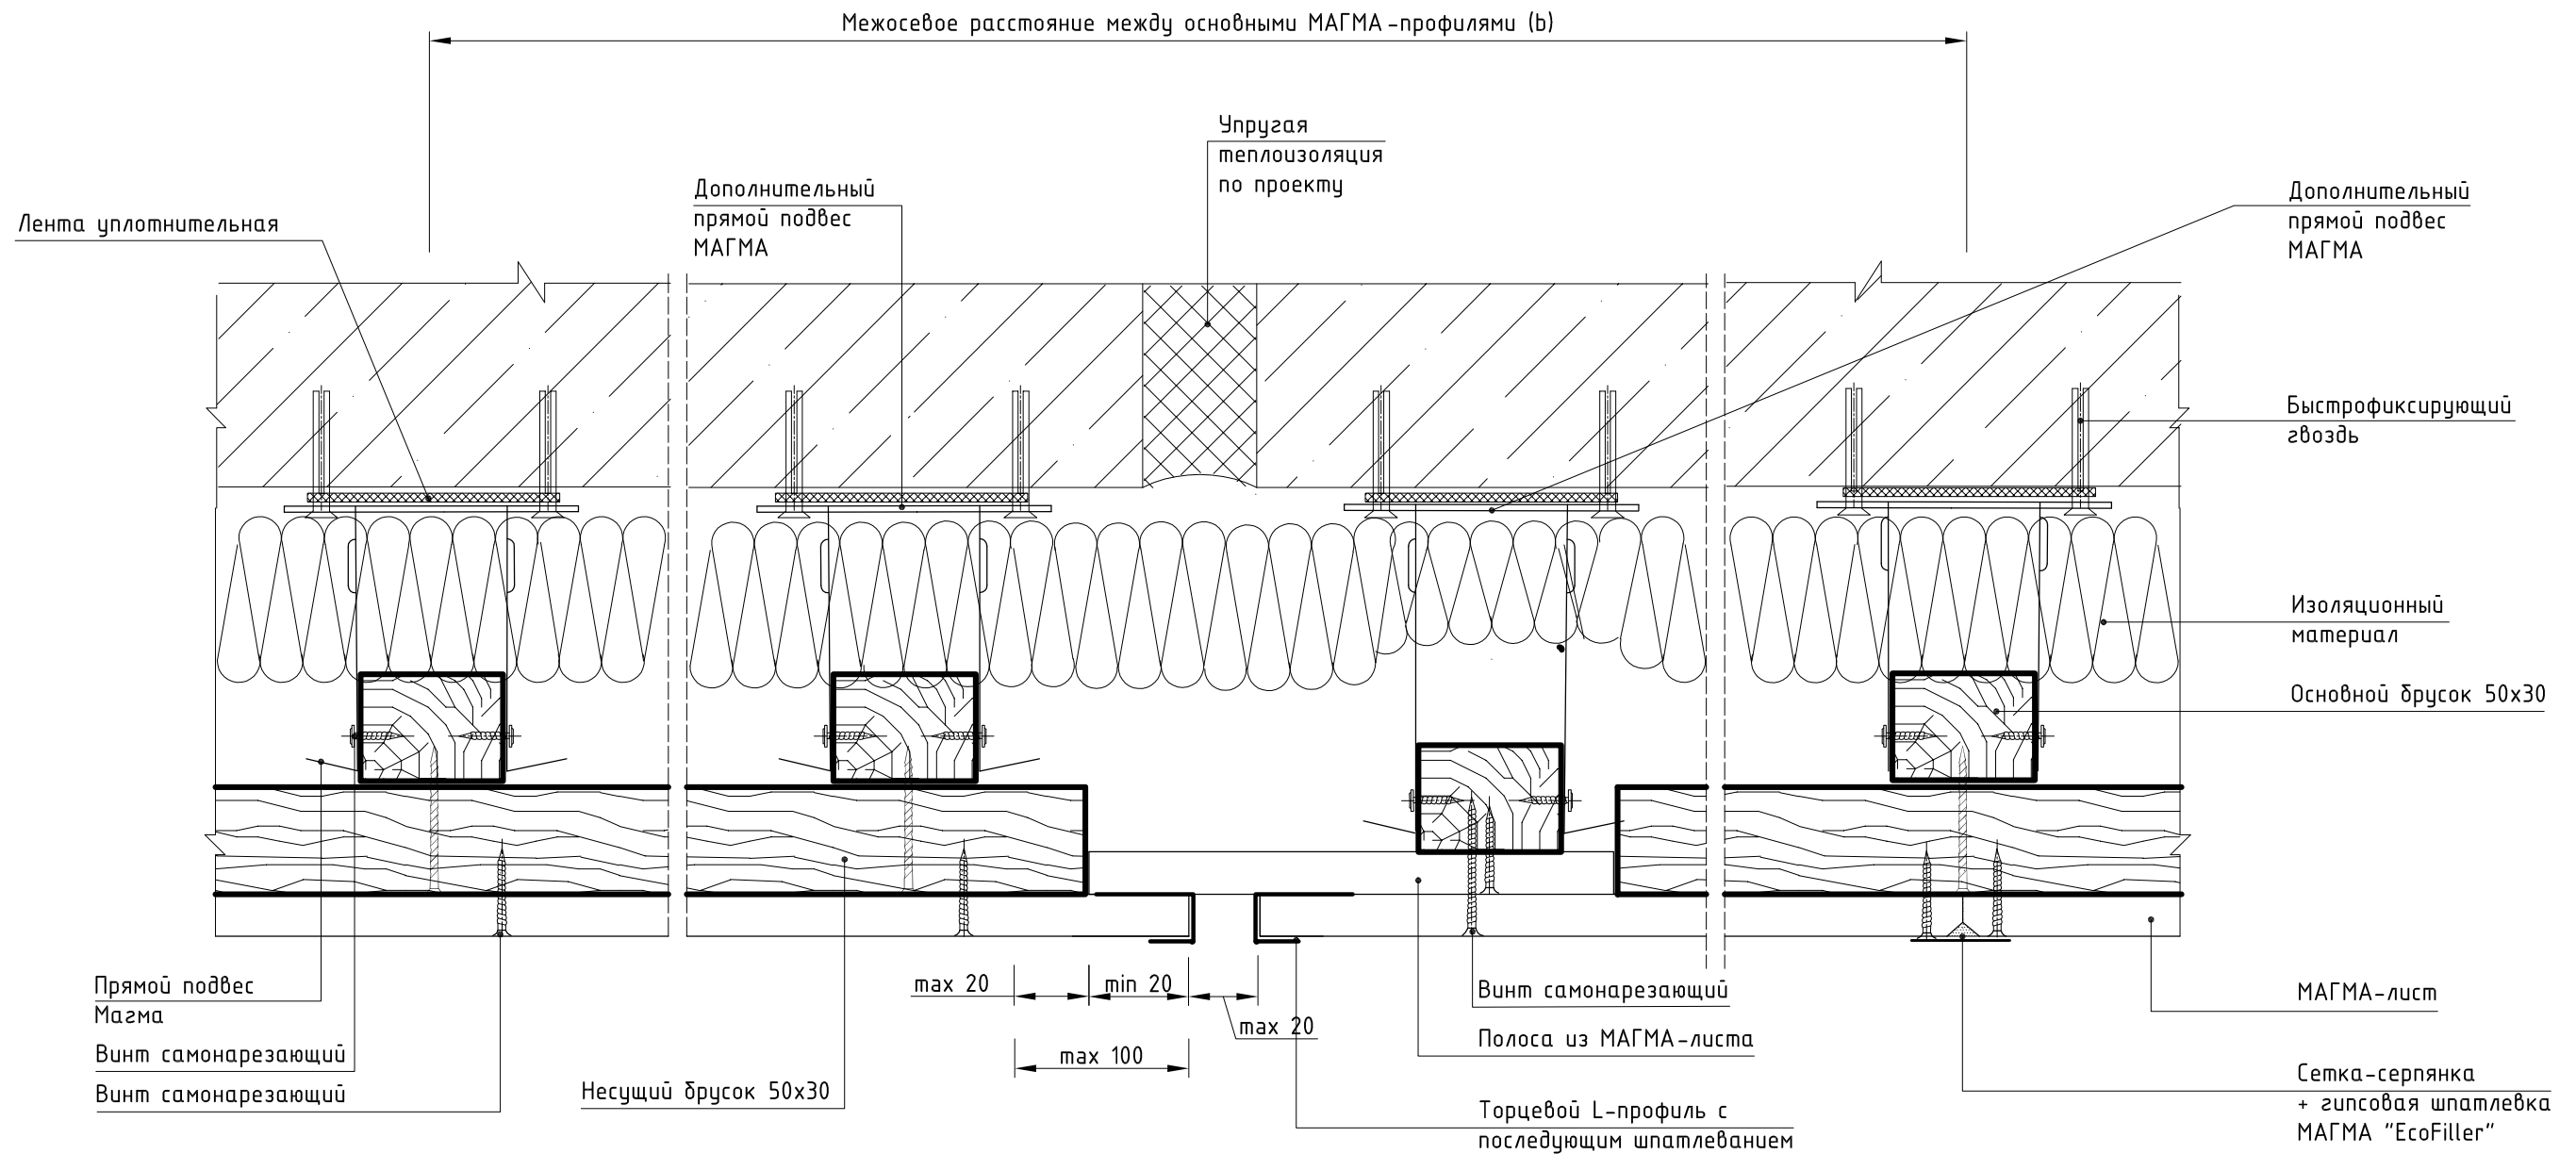 Межосевое расстояние между основными МАГМА-профилями (b)
Упругая
теплоизоляция
по проекту
Дополнительный
прямой подвес
МАГМА
Дополнительный
прямой подвес
МАГМА
Лента уплотнительная
Быстрофиксирующий
гвоздь
Изоляционный
материал
Основной брусок 50х30
Прямой подвес
Магма
Винт самонарезающий
Винт самонарезающий
Несущий брусок 50х30
max 20
min 20
max 20
max 100
Винт самонарезающий
Полоса из МАГМА-листа
Торцевой L-профиль с
последующим шпатлеванием
МАГМА-лист
Сетка-серпянка
+ гипсовая шпатлевка
МАГМА "EcoFiller"